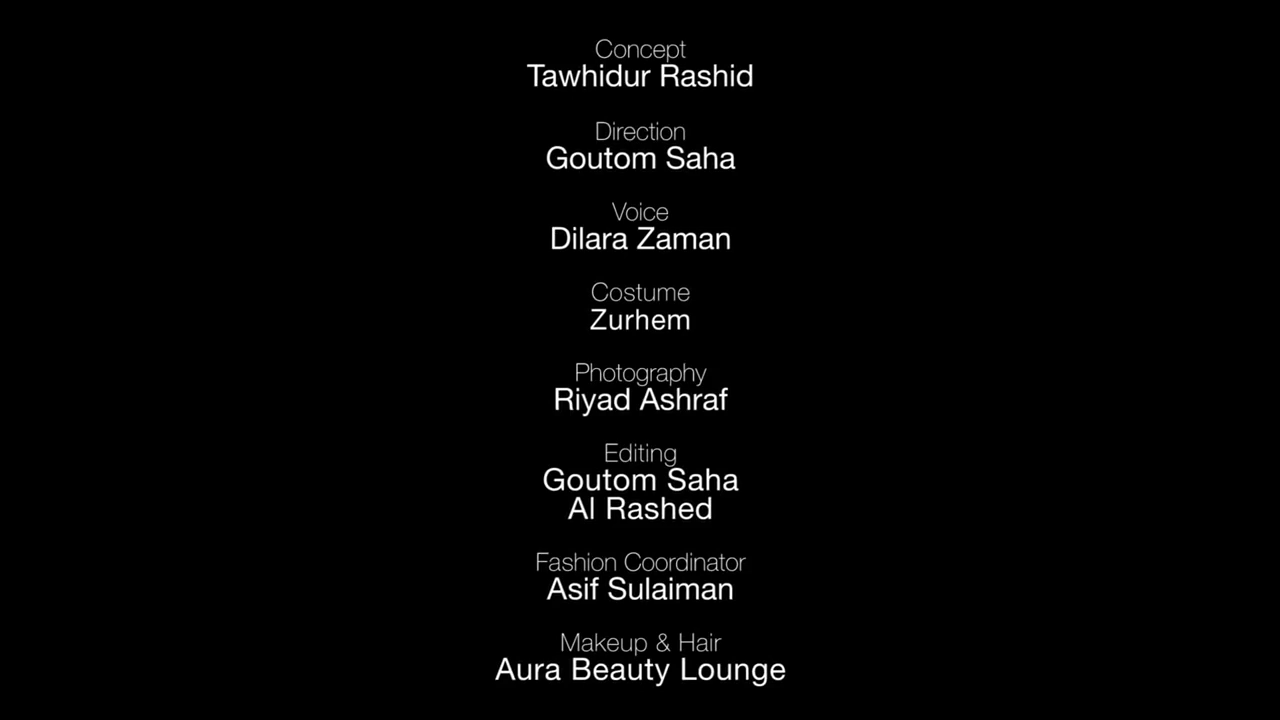 Concept
Tawhidur Rashid
Direction
Goutom Saha
Voice
Dilara Zaman
Costume
Zurhem
Photography
Riyad Ashraf
Editing
Goutom Saha
Al Rashed
Fashion Coordinator
Asif Sulaiman
Makeup & Hair
Aura Beauty Lounge